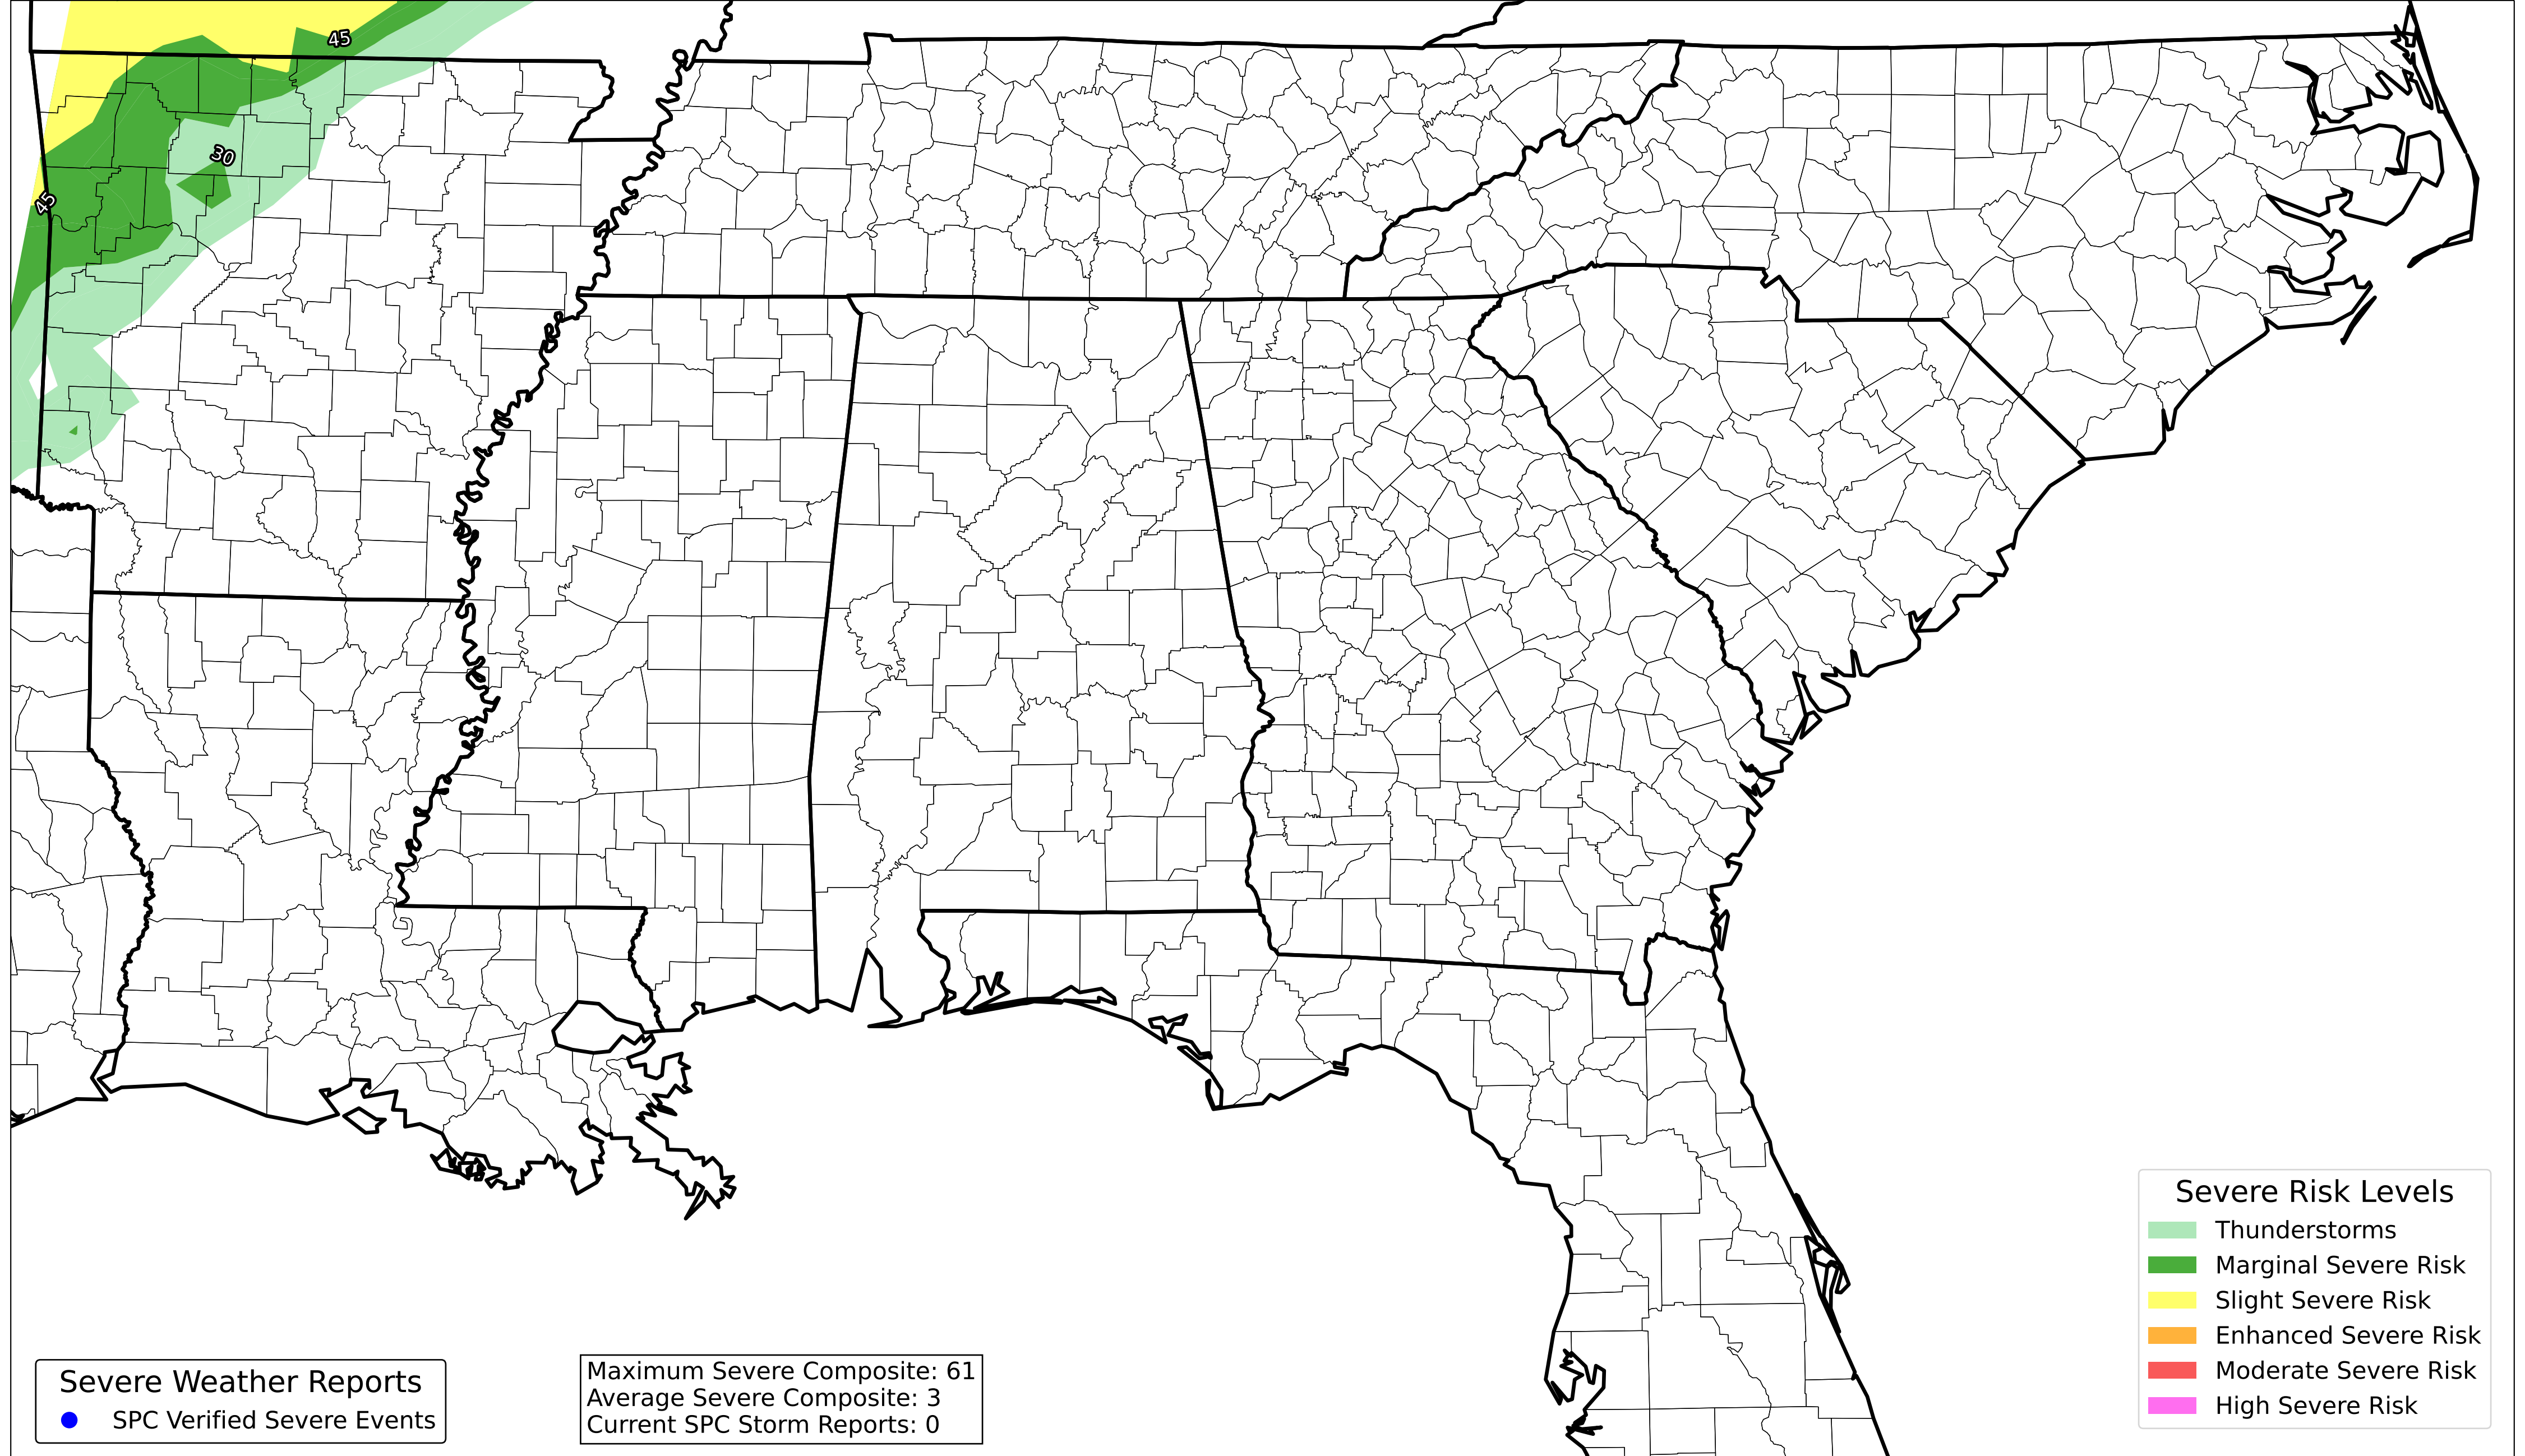 45
30
45
Severe Risk Levels
Thunderstorms
Marginal Severe Risk
Slight Severe Risk
Enhanced Severe Risk
Moderate Severe Risk
High Severe Risk
Severe Weather Reports
SPC Verified Severe Events
Maximum Severe Composite: 61
Average Severe Composite: 3
Current SPC Storm Reports: 0